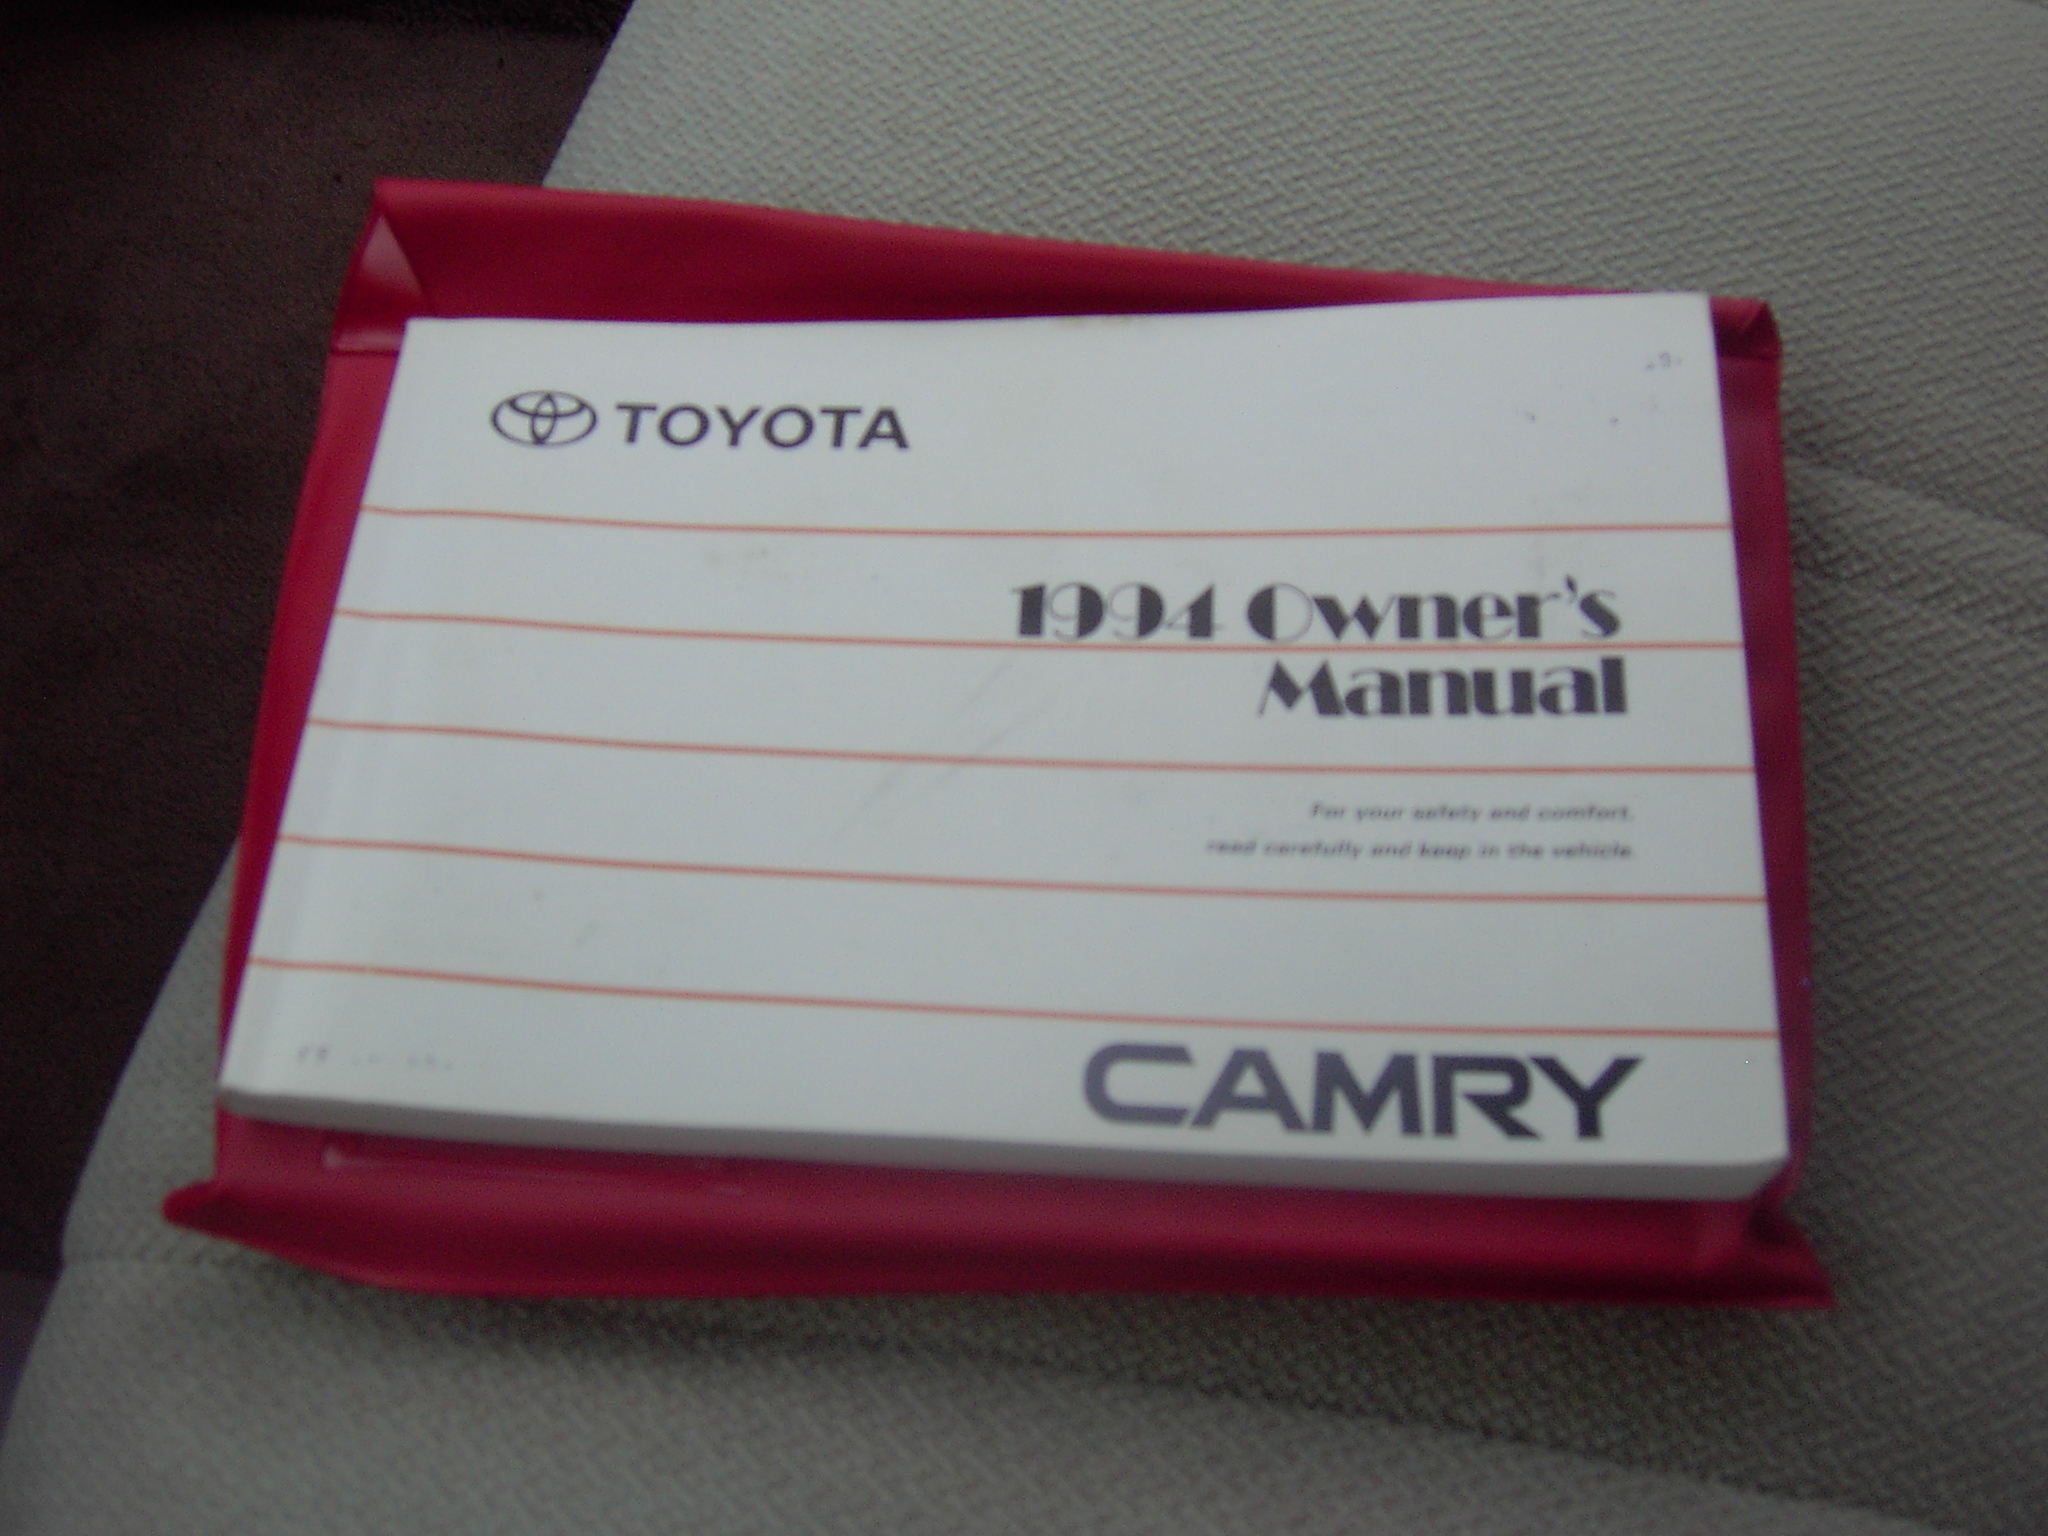 TOYOTA
1994 Owner's
Manual
For your safety and comfort,
read carefully and keep in the vehicle.
CAMRY